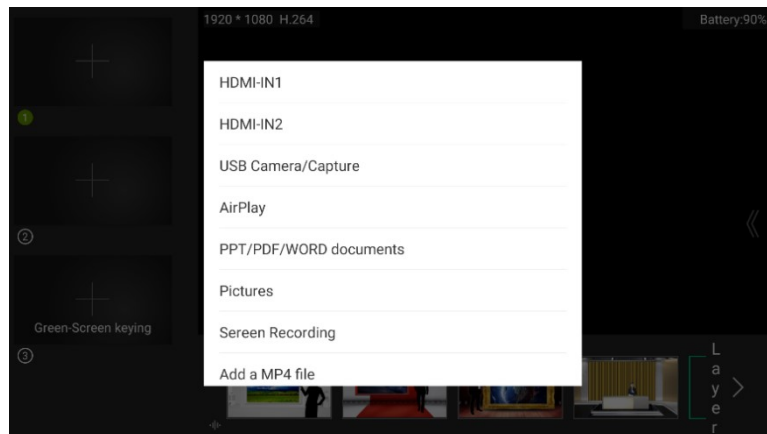 1920 * 1080 H.264
Battery:90%
HDMI-IN1
HDMI-IN2
USB Camera/Capture
AirPlay
PPT/PDF/WORD documents
Pictures
Sereen Recording
Add a MP4 file
1
2
Green-Screen keying
3
Layer